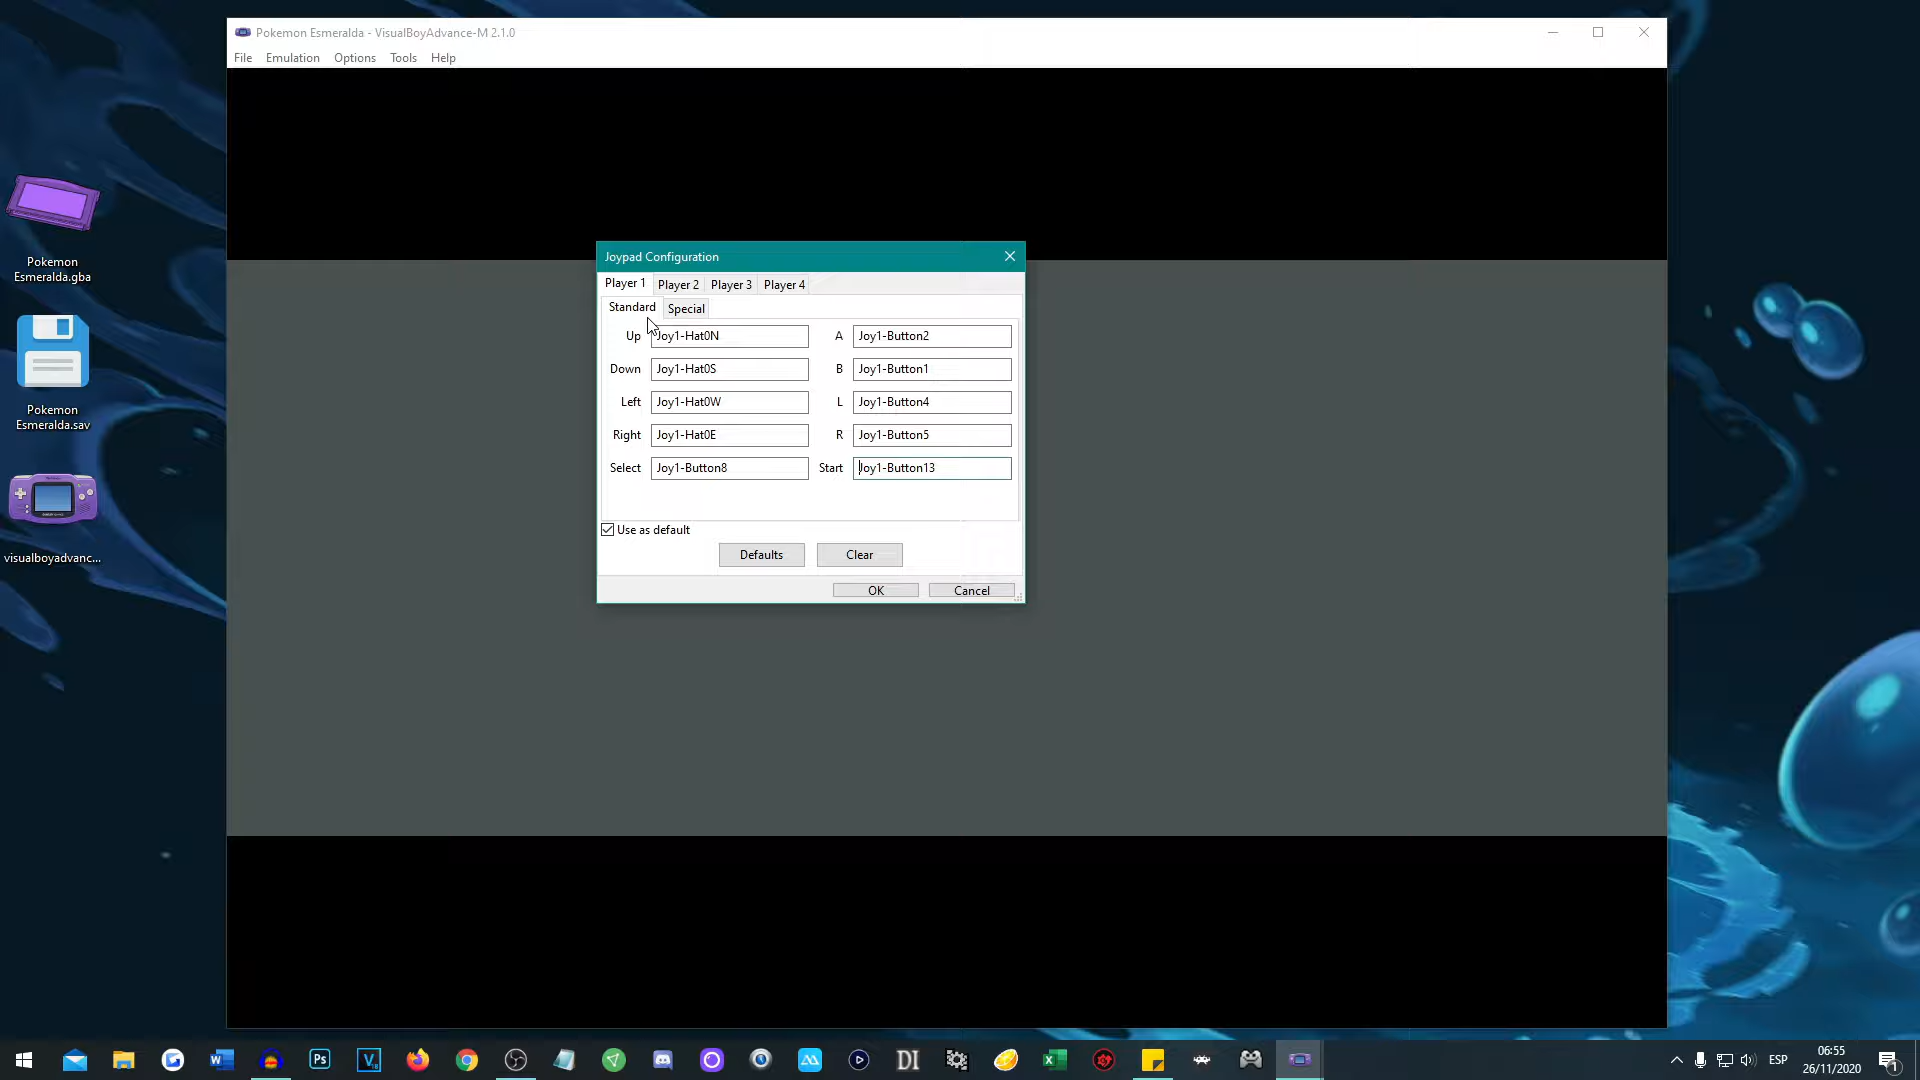 Pokemon Esmeralda - VisualBoyAdvance-M 2.1.0
File Emulation Options Tools Help
Pokemon
Esmeralda.gba
Pokemon
Esmeralda.sav
visualboyadvanc...
Joypad Configuration
Player 1 Player 2 Player 3 Player 4
Standard Special
Up Joy1-Hat0N A Joy1-Button2
Down Joy1-Hat0S B Joy1-Button1
Left Joy1-Hat0W L Joy1-Button4
Right Joy1-Hat0E R Joy1-Button5
Select Joy1-Button8 Start Joy1-Button13
Use as default
Defaults Clear
OK Cancel
Ps V DI
ESP
06:55
26/11/2020
1